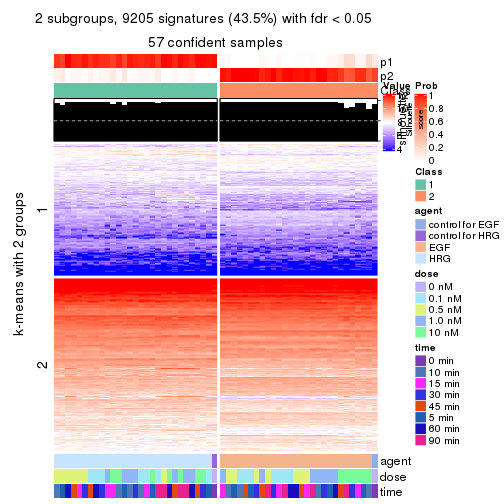 2 subgroups, 9205 signatures (43.5%) with fdr < 0.05
57 confident samples
p1
p2
Class
Value
Prob
1
0.8
0.6
0.4
0.2
0
4
score
k-means with 2 groups
1
2
Class
1
2
agent
control for EGF
control for HRG
EGF
HRG
dose
0 nM
0.1 nM
0.5 nM
1.0 nM
10 nM
time
0 min
10 min
15 min
30 min
45 min
5 min
60 min
90 min
agent
dose
time